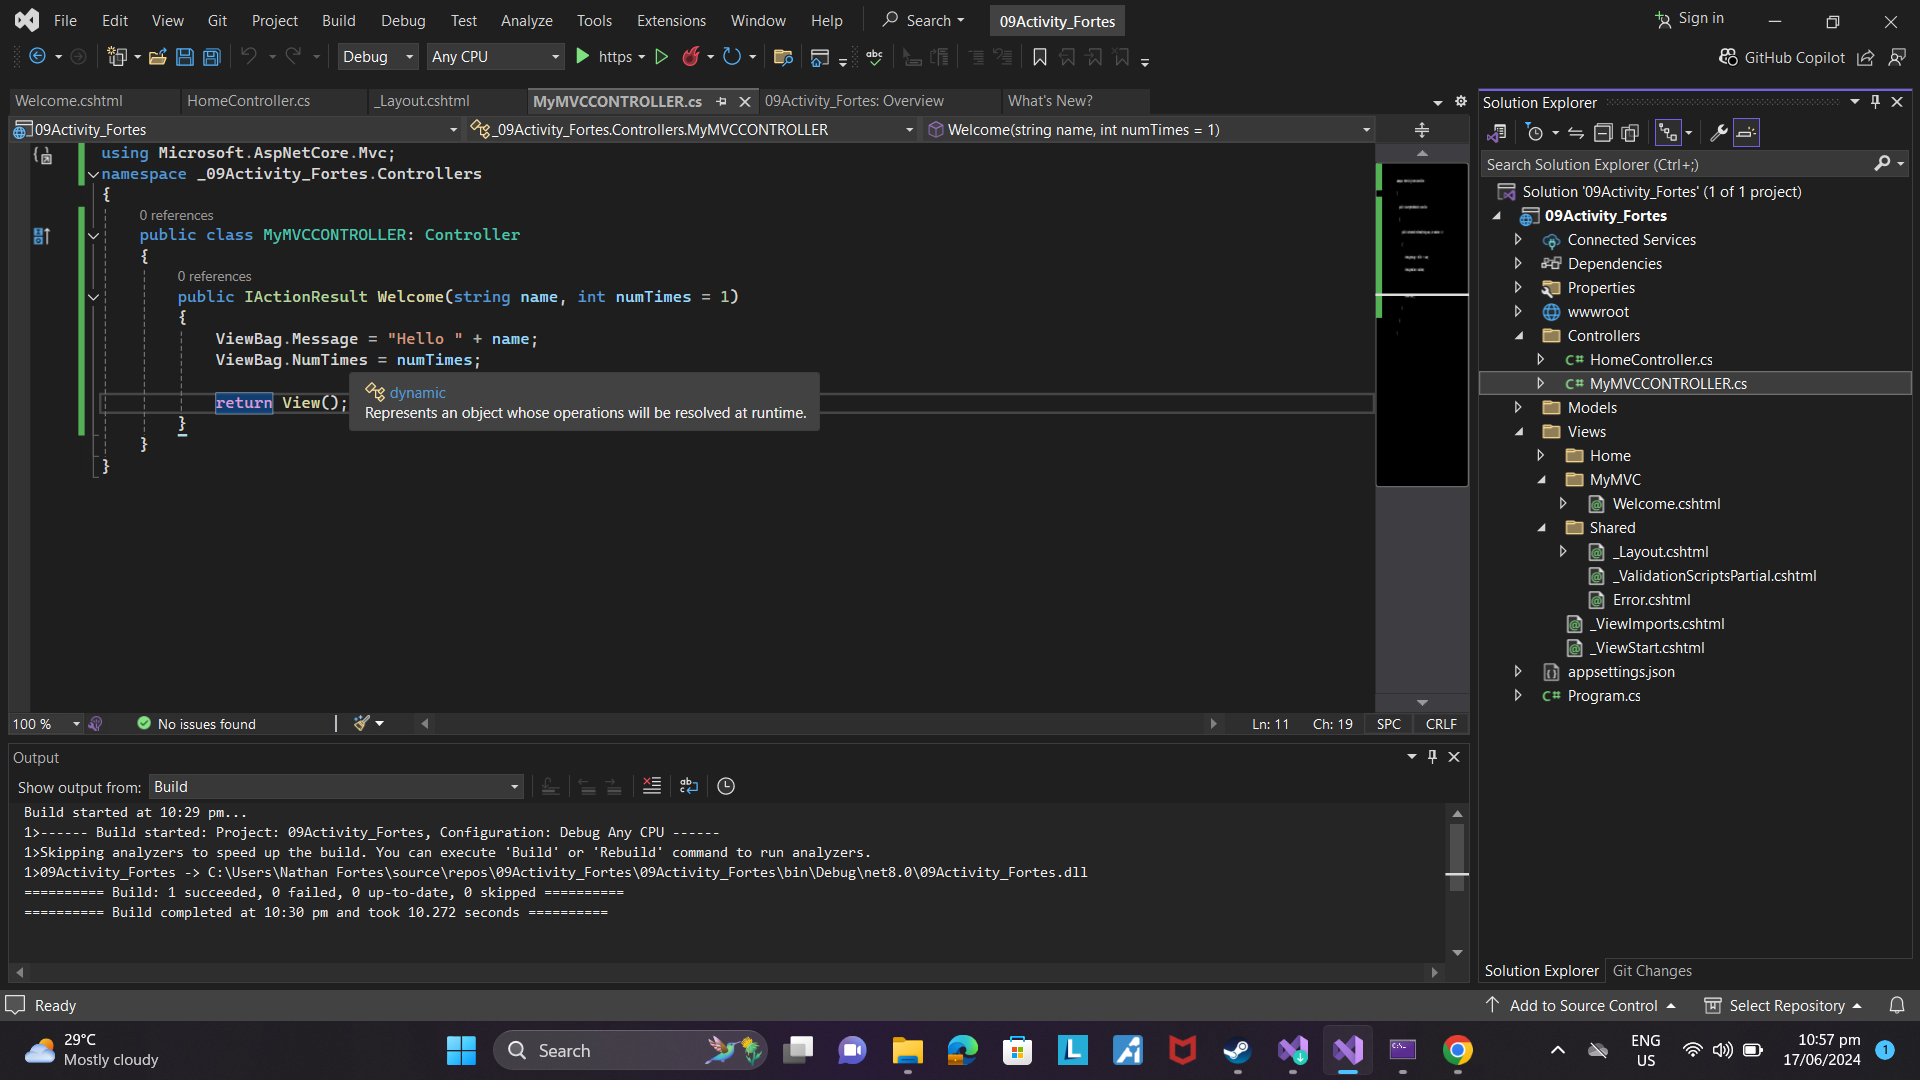 File Edit View Git Project Build Debug Test Analyze Tools Extensions Window Help Search 09Activity_Fortes Sign in
Debug Any CPU https GitHub Copilot
Welcome.cshtml HomeController.cs _Layout.cshtml MyMVCCONTROLLER.cs 09Activity_Fortes: Overview What's New?
09Activity_Fortes _09Activity_Fortes.Controllers.MyMVCCONTROLLER Welcome(string name, int numTimes = 1)
using Microsoft.AspNetCore.Mvc;
namespace _09Activity_Fortes.Controllers
{
0 references
public class MyMVCCONTROLLER: Controller
{
0 references
public IActionResult Welcome(string name, int numTimes = 1)
{
ViewBag.Message = "Hello " + name;
ViewBag.NumTimes = numTimes;
dynamic
Represents an object whose operations will be resolved at runtime.
return View();
}
}
}
100 % No issues found Ln: 11 Ch: 19 SPC CRLF
Output
Show output from: Build
Build started at 10:29 pm...
1>------ Build started: Project: 09Activity_Fortes, Configuration: Debug Any CPU ------
1>Skipping analyzers to speed up the build. You can execute 'Build' or 'Rebuild' command to run analyzers.
1>09Activity_Fortes -> C:\Users\Nathan Fortes\source\repos\09Activity_Fortes\09Activity_Fortes\bin\Debug\net8.0\09Activity_Fortes.dll
========== Build: 1 succeeded, 0 failed, 0 up-to-date, 0 skipped ==========
========== Build completed at 10:30 pm and took 10.272 seconds ==========
Solution Explorer
Search Solution Explorer (Ctrl+;)
Solution '09Activity_Fortes' (1 of 1 project)
09Activity_Fortes
Connected Services
Dependencies
Properties
wwwroot
Controllers
C# HomeController.cs
C# MyMVCCONTROLLER.cs
Models
Views
Home
MyMVC
Welcome.cshtml
Shared
_Layout.cshtml
_ValidationScriptsPartial.cshtml
Error.cshtml
_ViewImports.cshtml
_ViewStart.cshtml
appsettings.json
C# Program.cs
Solution Explorer Git Changes
Ready Add to Source Control Select Repository
29°C
Mostly cloudy
Search
ENG
US
10:57 pm
17/06/2024
1